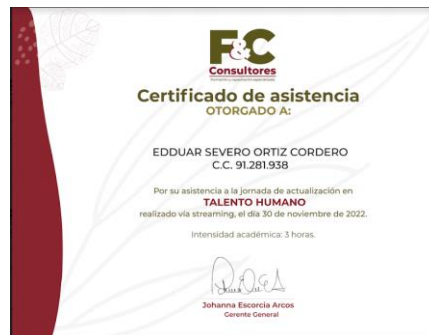 F&C
Consultores
Certificado de asistencia
OTORGADO A:
EDDUAR SEVERO ORTIZ CORDERO
C.C. 91.281.938
Por su asistencia a la jornada de actualización en
TALENTO HUMANO
realizado vía streaming, el día 30 de noviembre de 2022.
Intensidad académica: 3 horas.
Johanna Escorcia Arcos
Gerente General